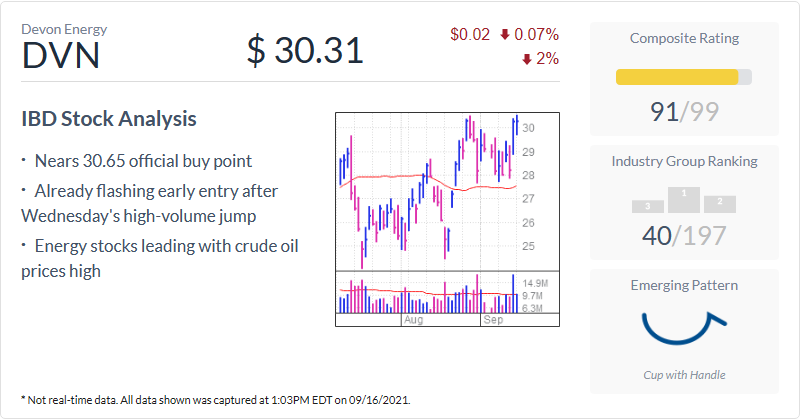 Devon Energy
DVN
$ 30.31
$0.02 0.07%
2%
IBD Stock Analysis
• Nears 30.65 official buy point
• Already flashing early entry after
Wednesday's high-volume jump
• Energy stocks leading with crude oil
prices high
30
29
28
27
26
25
14.9M
9.7M
6.3M
Aug
Sep
Composite Rating
91/99
Industry Group Ranking
3
1
2
40/197
Emerging Pattern
Cup with Handle
* Not real-time data. All data shown was captured at 1:03PM EDT on 09/16/2021.